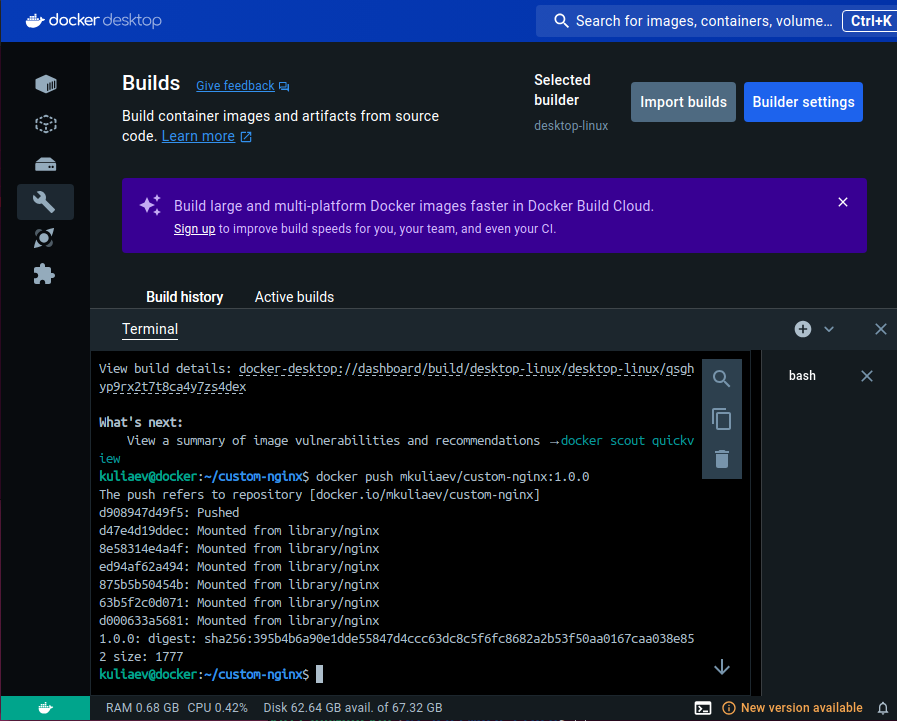 docker desktop
Search for images, containers, volume...
Ctrl+K
Builds
Give feedback
Build container images and artifacts from source
code. Learn more
Selected
builder
desktop-linux
Import builds
Builder settings
Build large and multi-platform Docker images faster in Docker Build Cloud.
Sign up to improve build speeds for you, your team, and even your CI.
Build history
Active builds
Terminal
bash
View build details: docker-desktop://dashboard/build/desktop-linux/desktop-linux/qsgh
yp9rx2t7t8ca4y7zs4dex
What's next:
View a summary of image vulnerabilities and recommendations →docker scout quickv
iew
kuliaev@docker:~/custom-nginx$ docker push mkuliaev/custom-nginx:1.0.0
The push refers to repository [docker.io/mkuliaev/custom-nginx]
d908947d49f5: Pushed
d47e4d19ddec: Mounted from library/nginx
8e58314e4a4f: Mounted from library/nginx
ed94af62a494: Mounted from library/nginx
875b5b50454b: Mounted from library/nginx
63b5f2c0d071: Mounted from library/nginx
d000633a5681: Mounted from library/nginx
1.0.0: digest: sha256:395b4b6a90e1dde55847d4ccc63dc8c5f6fc8682a2b53f50aa0167caa038e85
2 size: 1777
kuliaev@docker:~/custom-nginx$
RAM 0.68 GB CPU 0.42% Disk 62.64 GB avail. of 67.32 GB
New version available